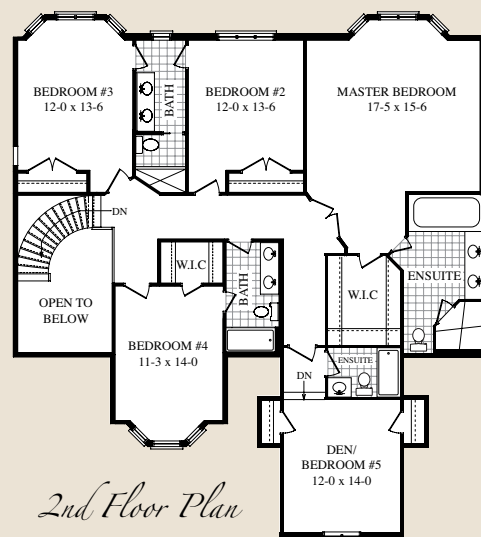 BEDROOM #3
12-0 x 13-6
BATH
BEDROOM #2
12-0 x 13-6
MASTER BEDROOM
17-5 x 15-6
DN
OPEN TO
BELOW
W.I.C
BATH
W.I.C
ENSUITE
BEDROOM #4
11-3 x 14-0
ENSUITE
DN
DEN/
BEDROOM #5
12-0 x 14-0
2nd Floor Plan